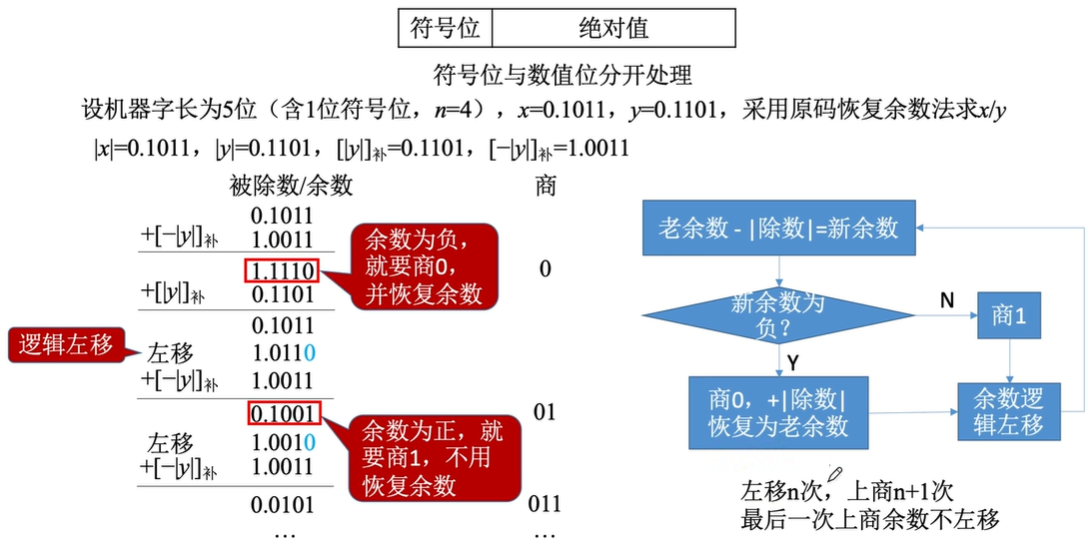 符号位 绝对值
符号位与数值位分开处理
设机器字长为5位（含1位符号位，n=4），x=0.1011，y=0.1101，采用原码恢复余数法求x/y
|x|=0.1011，|y|=0.1101，[|y|]补=0.1101，[−|y|]补=1.0011
被除数/余数 商
0.1011
+[−|y|]补 1.0011
1.1110 0
+[|y|]补 0.1101
0.1011
左移 1.0110
+[−|y|]补 1.0011
0.1001 01
左移 1.0010
+[−|y|]补 1.0011
0.0101 011
… …
余数为负，
就要商0，
并恢复余数
逻辑左移
余数为正，就
要商1，不用
恢复余数
老余数 - |除数|=新余数
新余数为
负？
N
商1
Y
商0，+|除数|
恢复为老余数
余数逻
辑左移
左移n次，上商n+1次
最后一次上商余数不左移